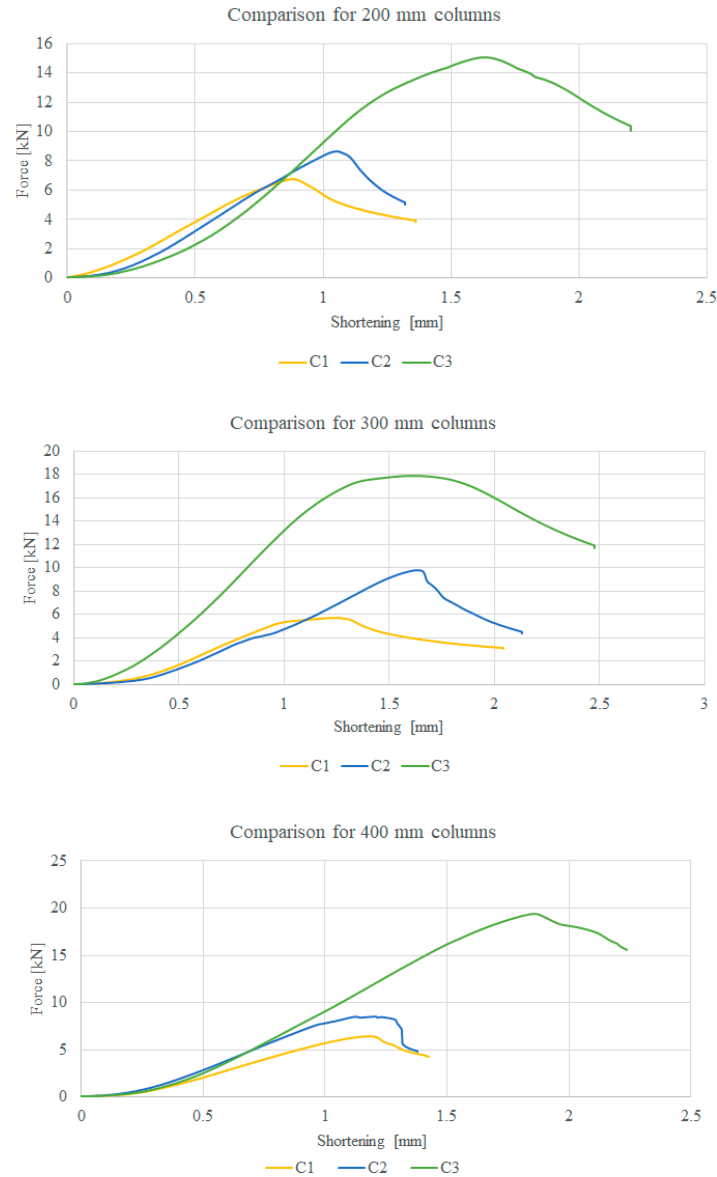 Comparison for 200 mm columns
16
14
12
10
8
6
4
2
0
Force [kN]
0 0.5 1 1.5 2 2.5
Shortening [mm]
C1 C2 C3
Comparison for 300 mm columns
20
18
16
14
12
10
8
6
4
2
0
Force [kN]
0 0.5 1 1.5 2 2.5 3
Shortening [mm]
C1 C2 C3
Comparison for 400 mm columns
25
20
15
10
5
0
Force [kN]
0 0.5 1 1.5 2 2.5
Shortening [mm]
C1 C2 C3